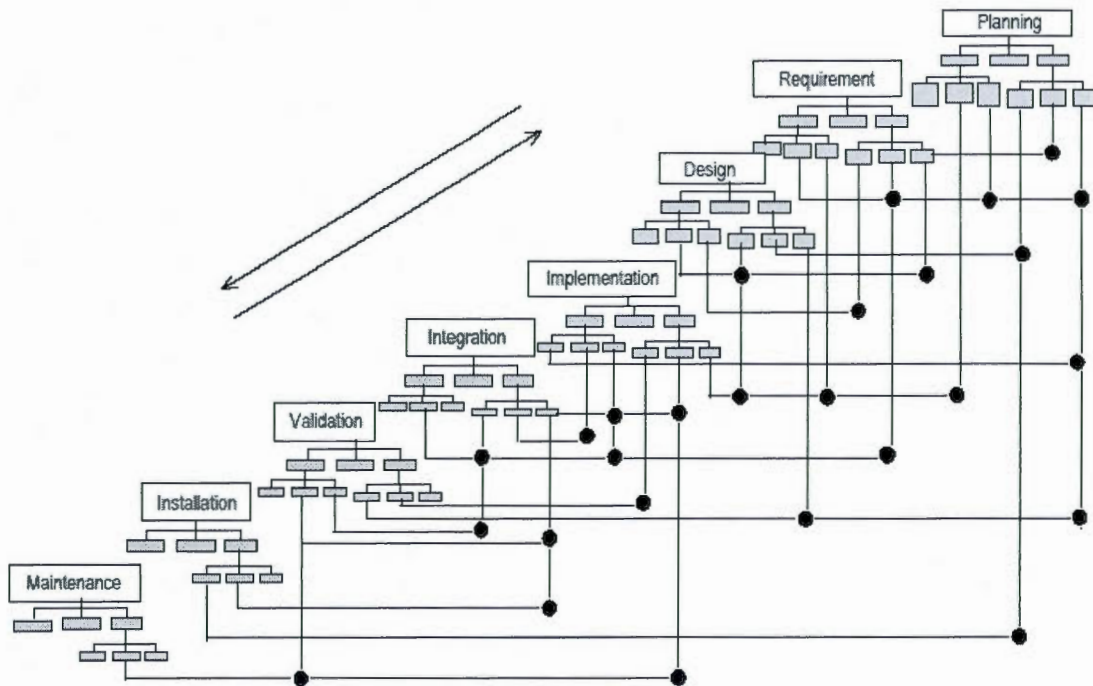 Planning
Requirement
Design
Implementation
Integration
Validation
Installation
Maintenance